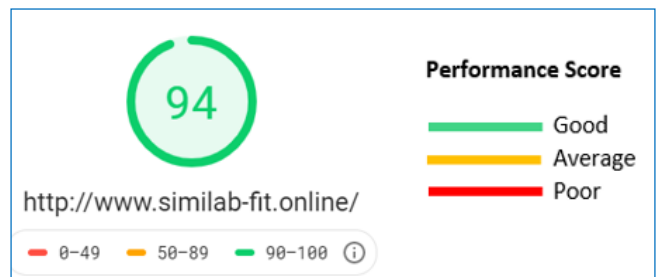 94
http://www.similab-fit.online/
0–49 50–89 90–100
Performance Score
Good
Average
Poor